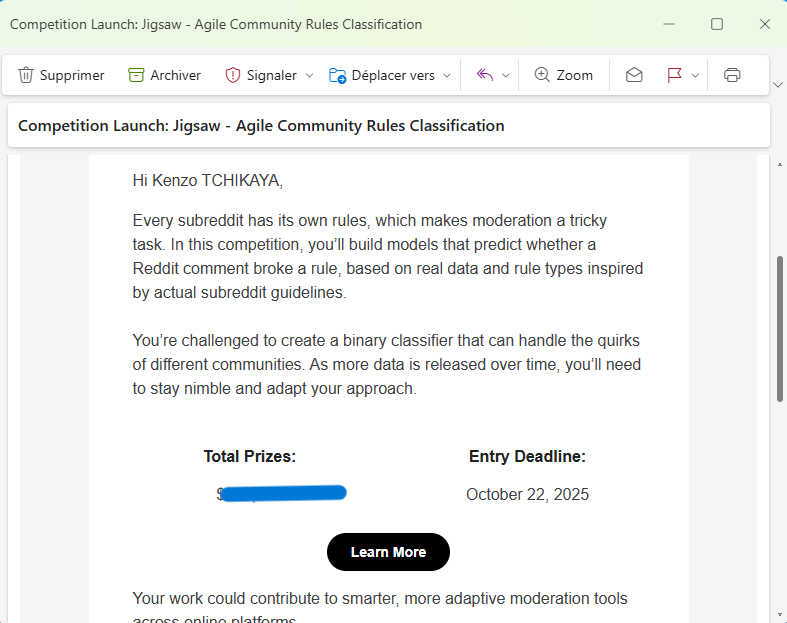 Competition Launch: Jigsaw - Agile Community Rules Classification
Supprimer Archiver Signaler Déplacer vers Zoom
Competition Launch: Jigsaw - Agile Community Rules Classification
Hi Kenzo TCHIKAYA,
Every subreddit has its own rules, which makes moderation a tricky
task. In this competition, you’ll build models that predict whether a
Reddit comment broke a rule, based on real data and rule types inspired
by actual subreddit guidelines.
You’re challenged to create a binary classifier that can handle the quirks
of different communities. As more data is released over time, you’ll need
to stay nimble and adapt your approach.
Total Prizes: Entry Deadline:
October 22, 2025
Learn More
Your work could contribute to smarter, more adaptive moderation tools
across online platforms.